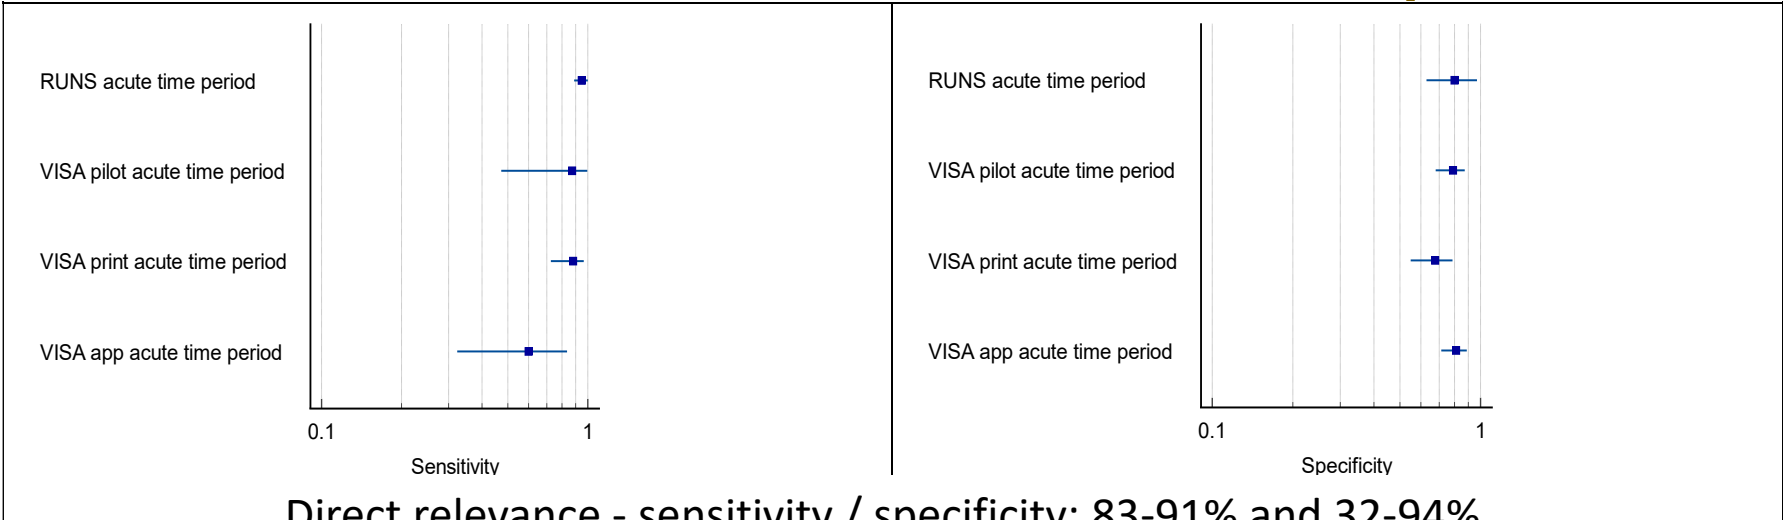 RUNS acute time period
VISA pilot acute time period
VISA print acute time period
VISA app acute time period
0.1 1
Sensitivity
RUNS acute time period
VISA pilot acute time period
VISA print acute time period
VISA app acute time period
0.1 1
Specificity
Direct relevance - sensitivity / specificity: 83-91% and 32-94%